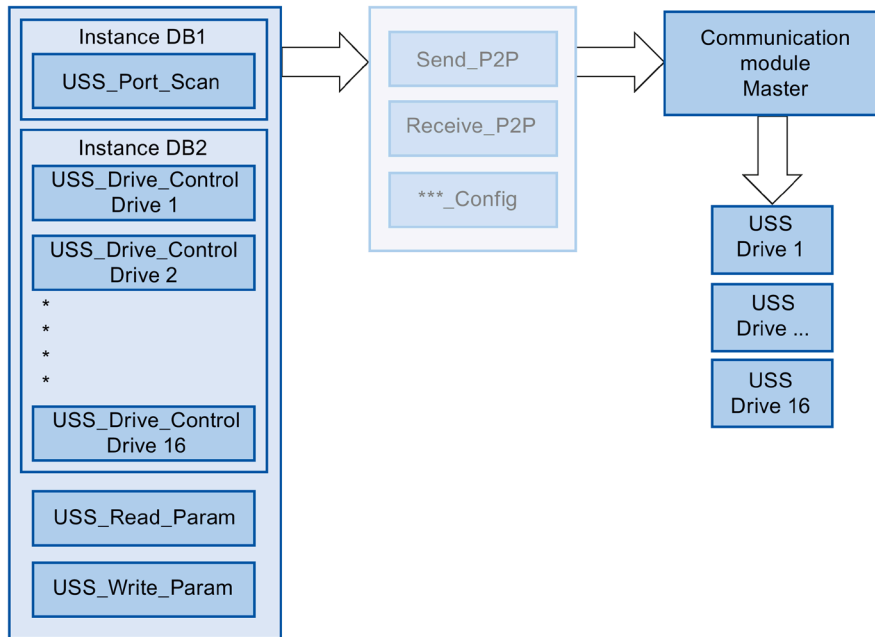 Instance DB1
USS_Port_Scan
Instance DB2
USS_Drive_Control
Drive 1
USS_Drive_Control
Drive 2
*
*
*
*
USS_Drive_Control
Drive 16
USS_Read_Param
USS_Write_Param
Send_P2P
Receive_P2P
***_Config
Communication
module
Master
USS
Drive 1
USS
Drive ...
USS
Drive 16